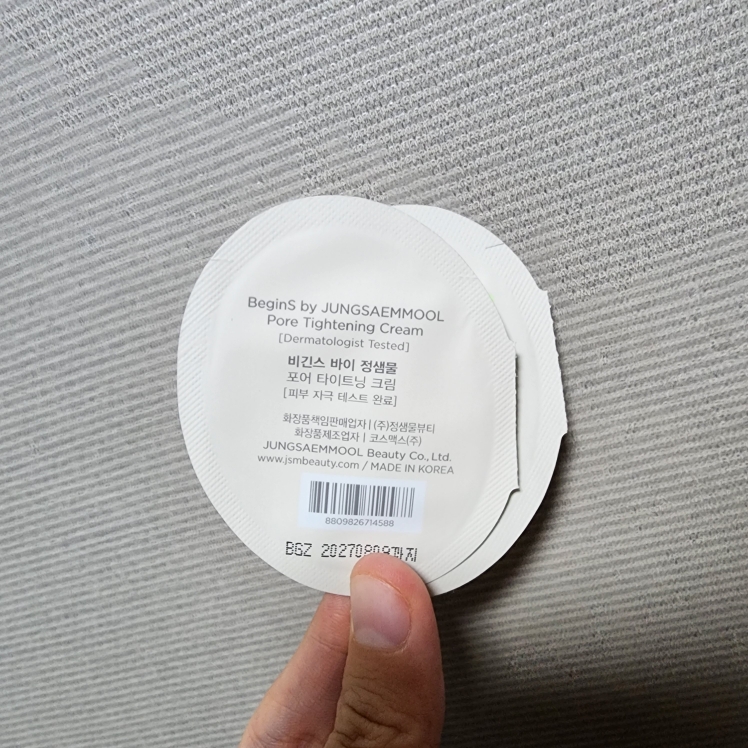 BeginS by JUNGSAEMMOOL
Pore Tightening Cream
[Dermatologist Tested]
비긴스 바이 정샘물
포어 타이트닝 크림
[피부 자극 테스트 완료]
화장품책임판매업자 | (주)정샘물뷰티
화장품제조업자 | 코스맥스(주)
JUNGSAEMMOOL Beauty Co., Ltd.
www.jsmbeauty.com / MADE IN KOREA
8809826714588
BGZ 20270809까지